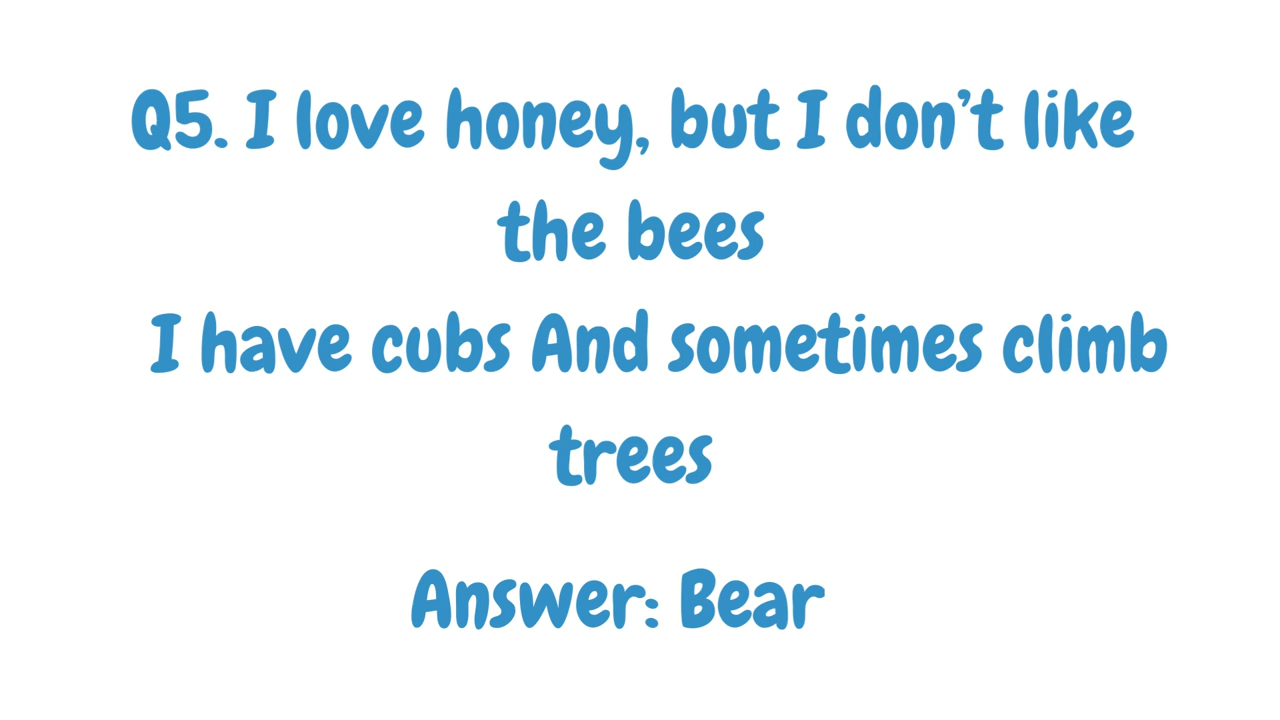 Q5. I love honey, but I don’t like
the bees
I have cubs And sometimes climb
trees
Answer: Bear